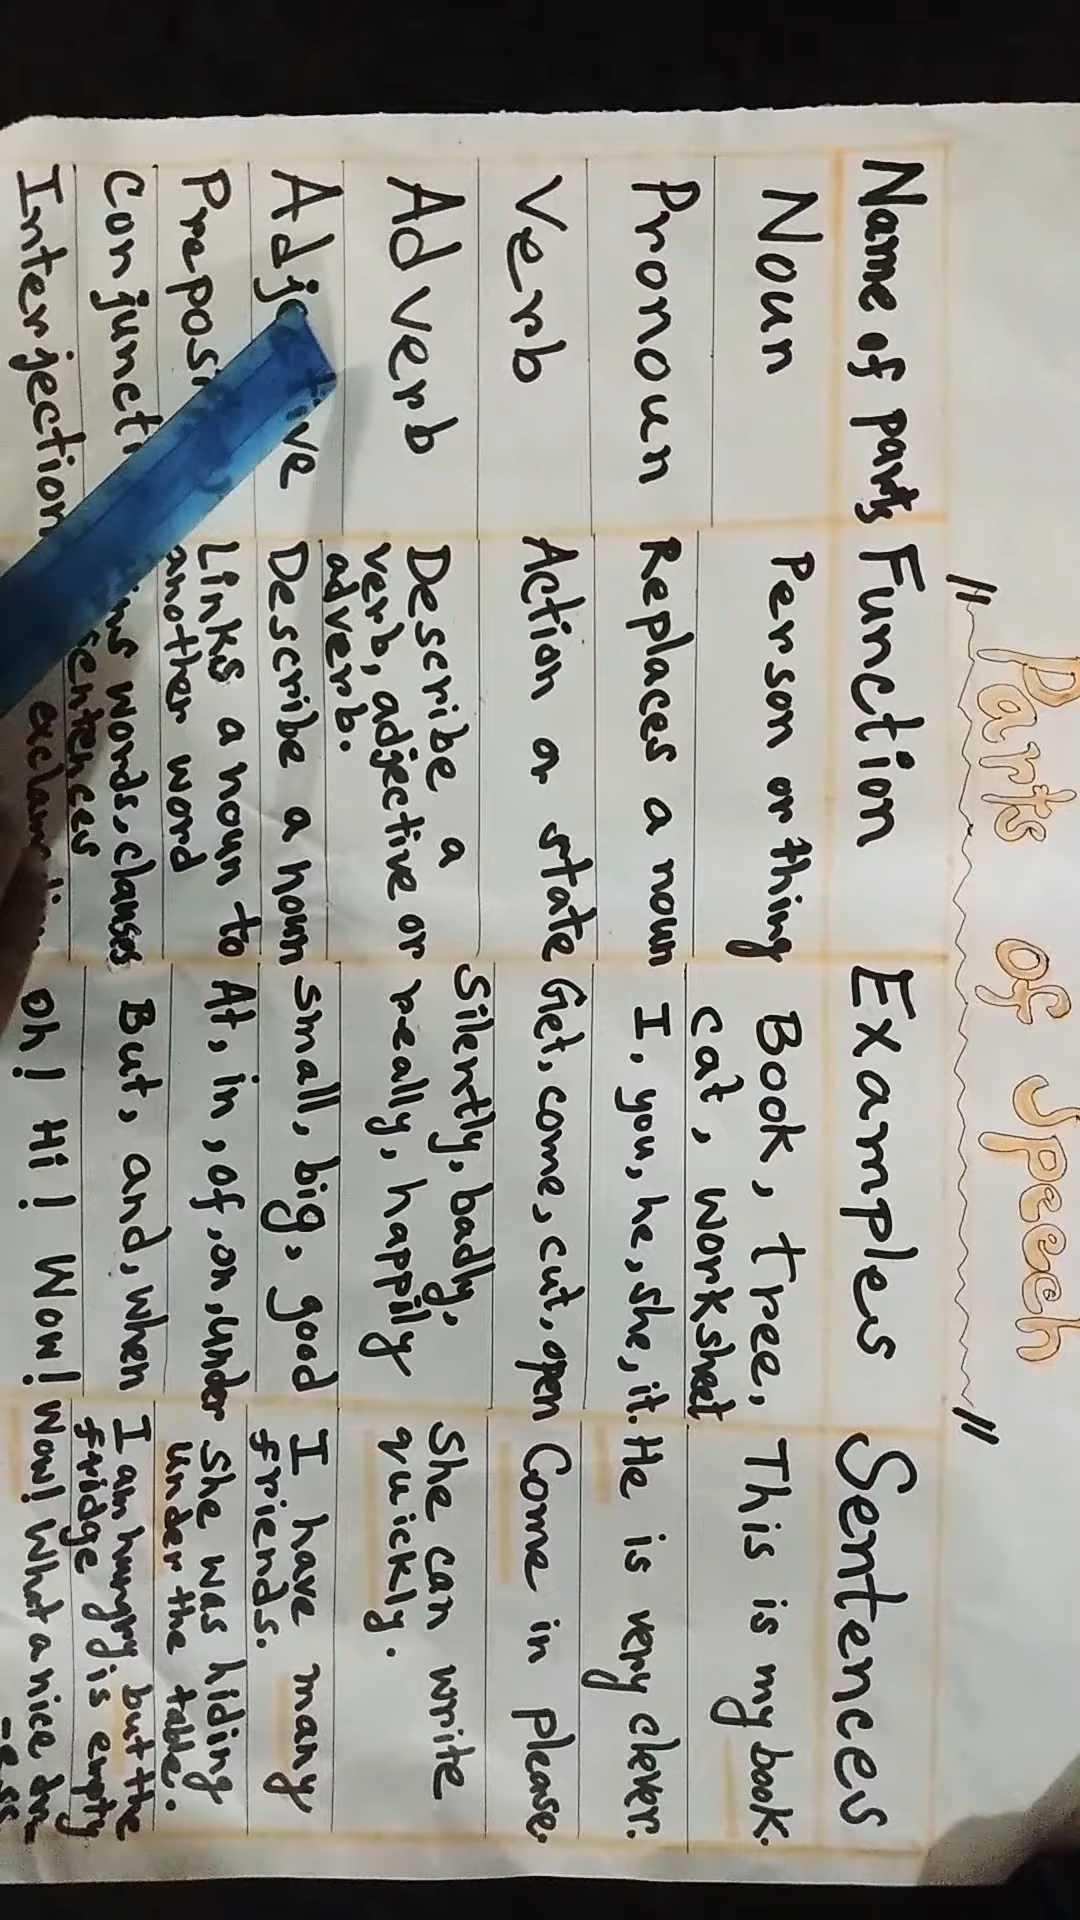 "Parts of Speech"
Name of parts Function Examples Sentences
Noun Person or thing Book, tree, This is my book.
cat, worksheet
Pronoun Replaces a noun I, you, he, she, it. He is very clever.
Verb Action or state Get, come, cut, open Come in please.
Adverb Describe a Silently, badly, She can write
verb, adjective or really, happily quickly.
adverb.
Describe a noun small, big, good I have many
friends.
Links a noun to At, in, of, on, under She was hiding
another word under the table.
words, clauses But, and, when I am hungry but the
sentences fridge is empty
Interjection oh! Hi! Wow! Wow! What a nice